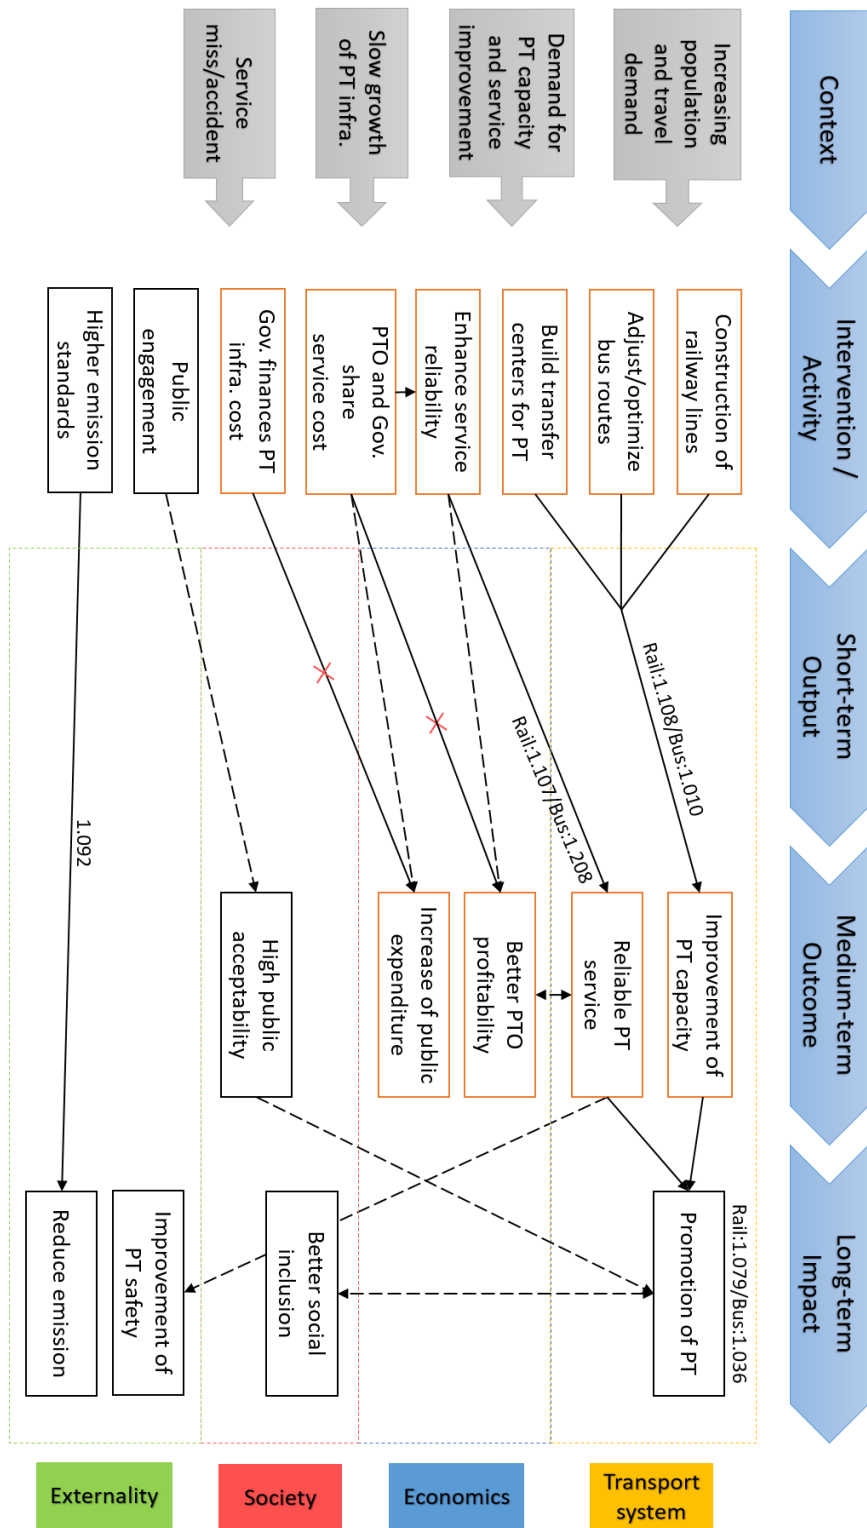 Context
Intervention /
Activity
Short-term
Output
Medium-term
Outcome
Long-term
Impact
Increasing
population
and travel
demand
Demand for
PT capacity
and service
improvement
Slow growth
of PT infra.
Service
miss/accident
Construction of
railway lines
Adjust/optimize
bus routes
Build transfer
centers for PT
Enhance service
reliability
PTO and Gov.
share
service cost
Gov. finances PT
infra. cost
Public
engagement
Higher emission
standards
Rail:1.108/Bus:1.010
Rail:1.107/Bus:1.208
1.092
Improvement of
PT capacity
Reliable PT
service
Better PTO
profitability
Increase of public
expenditure
High public
acceptability
Rail:1.079/Bus:1.036
Promotion of PT
Better social
inclusion
Improvement of
PT safety
Reduce emission
Transport
system
Economics
Society
Externality